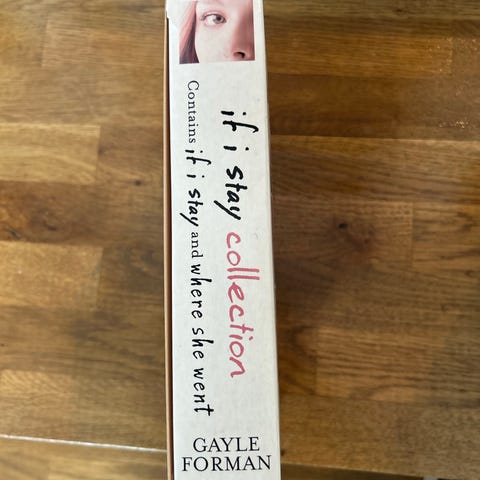 if i stay collection
Contains if i stay and where she went
GAYLE
FORMAN